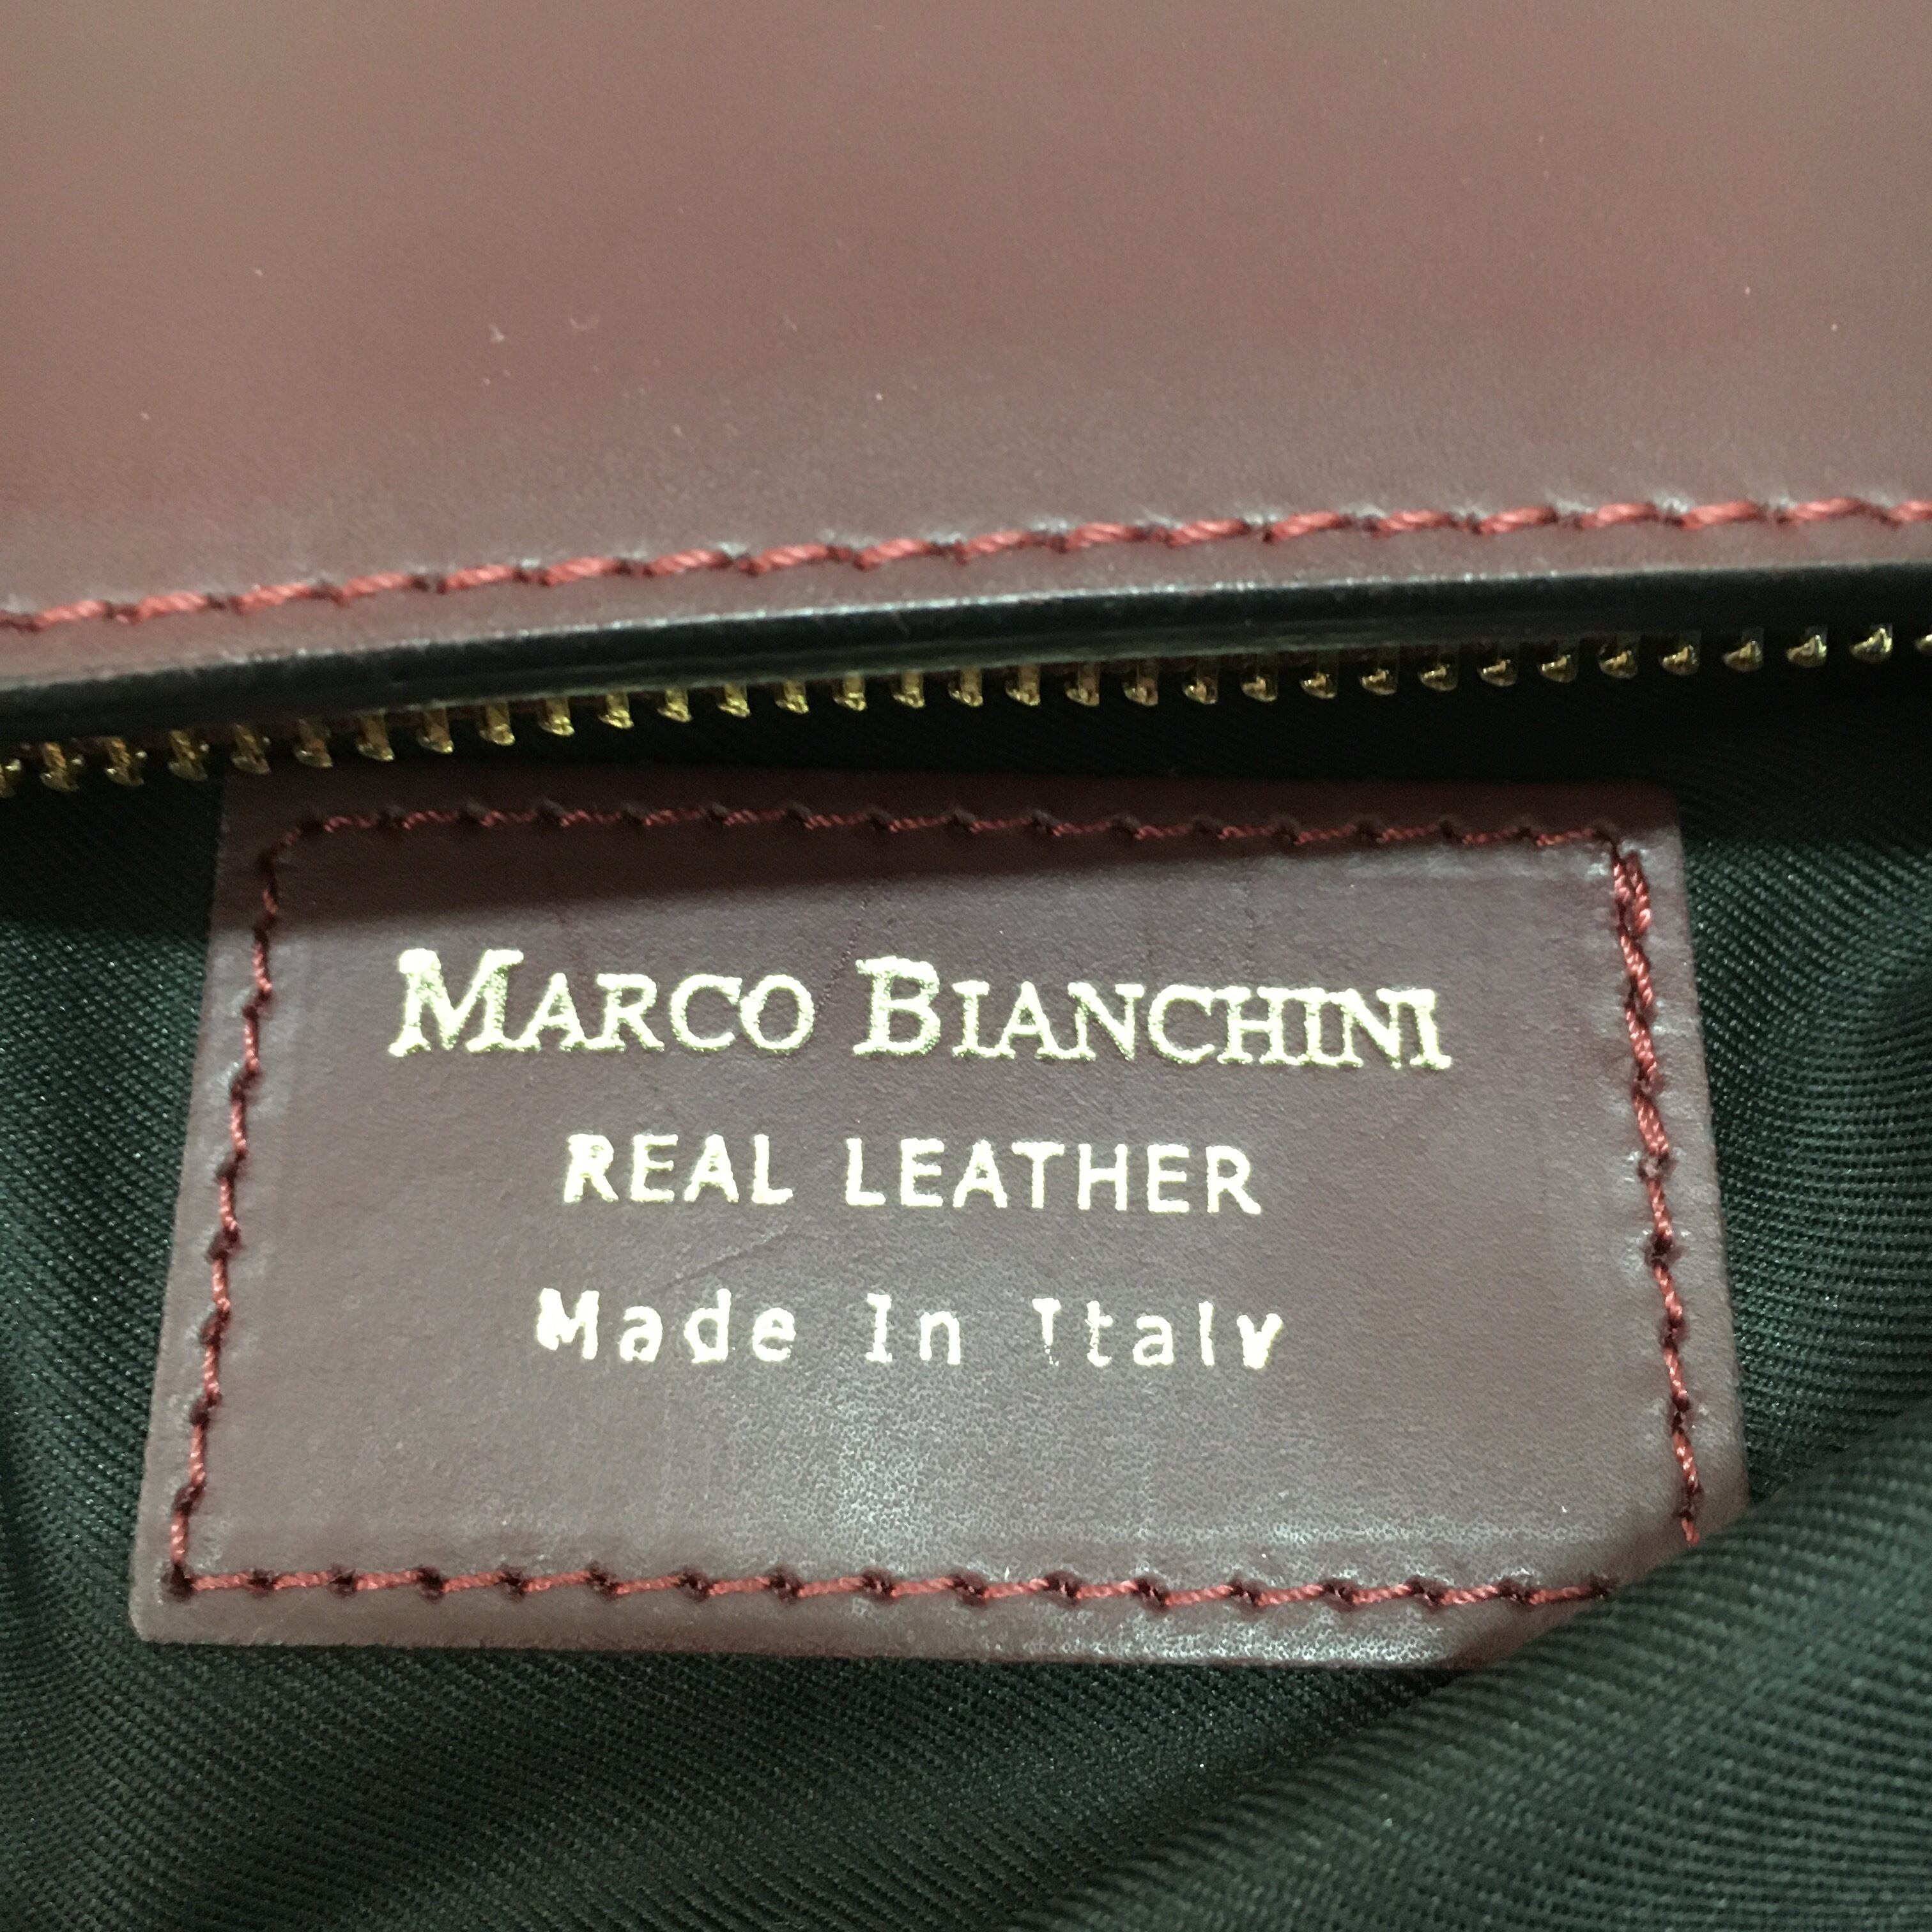 MARCO BIANCHINI
REAL LEATHER
Made In Italy